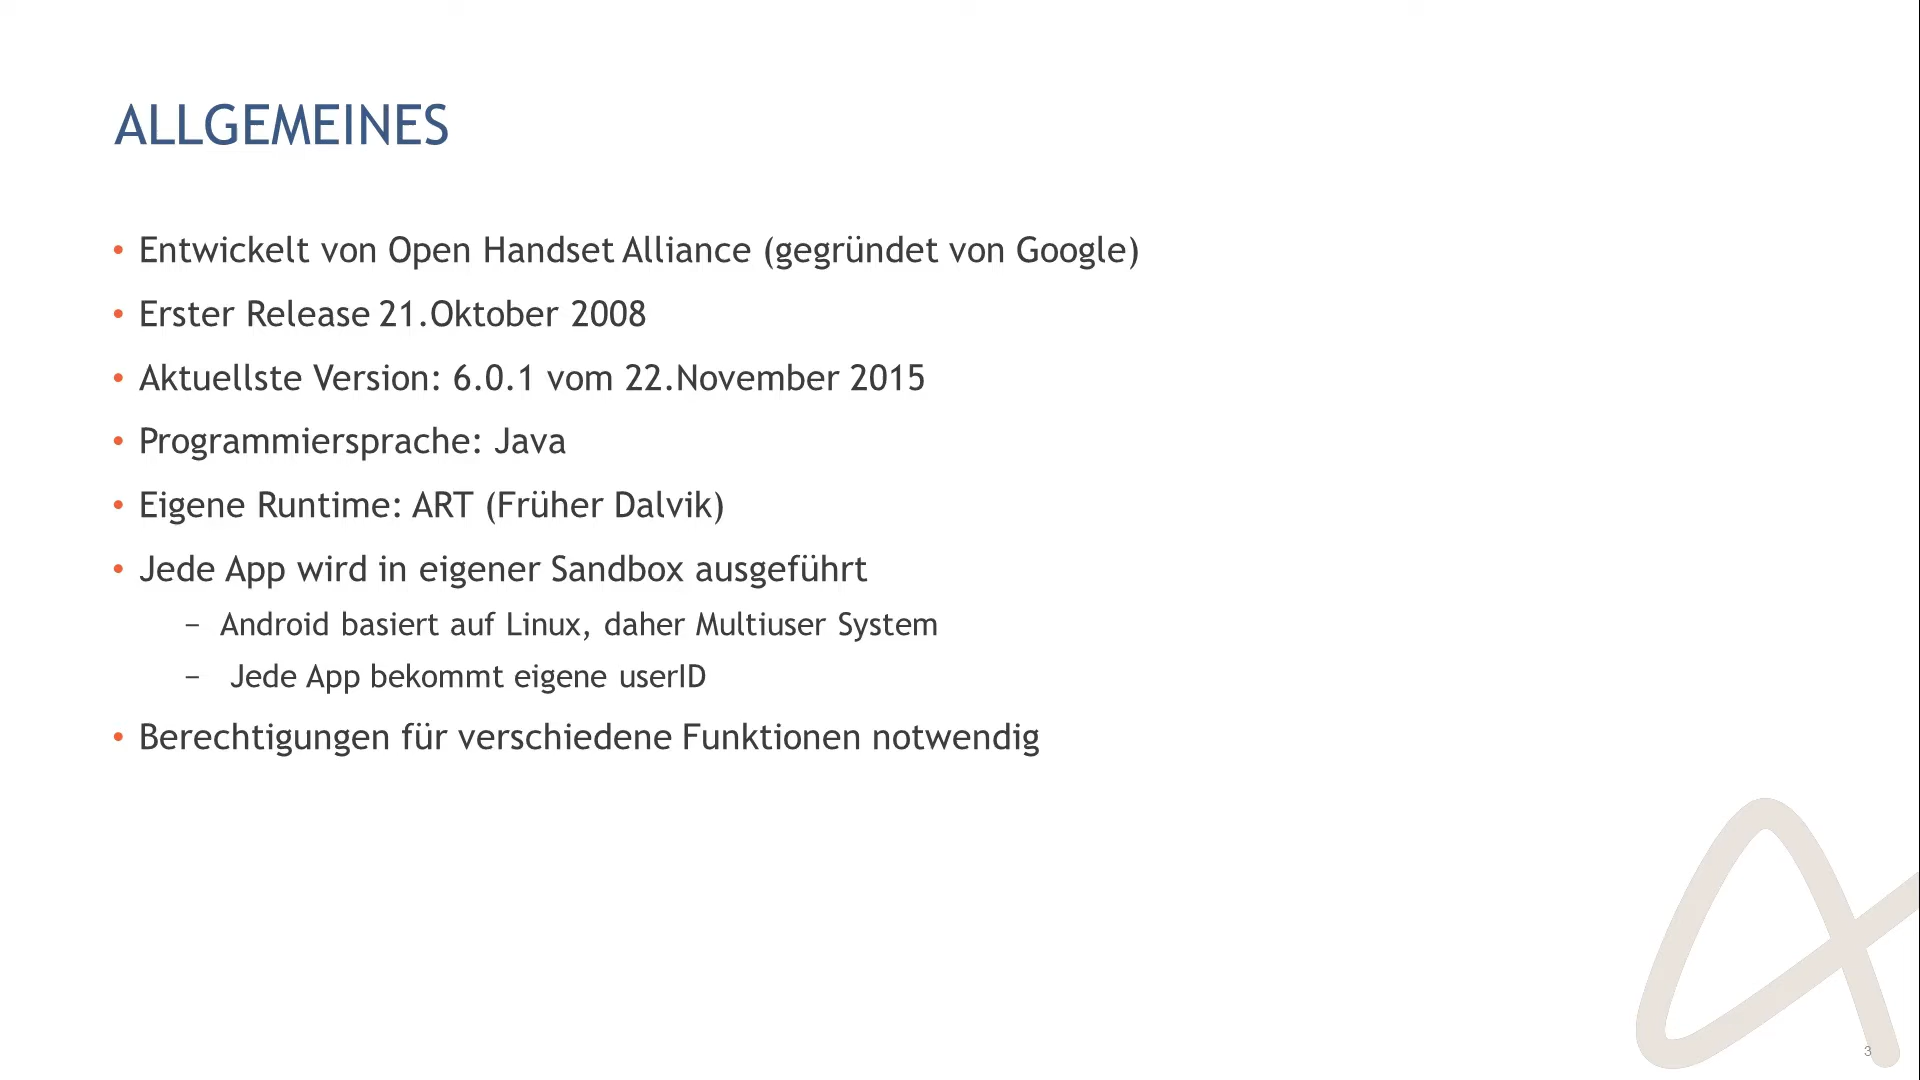 ALLGEMEINES
• Entwickelt von Open Handset Alliance (gegründet von Google)
• Erster Release 21.Oktober 2008
• Aktuellste Version: 6.0.1 vom 22.November 2015
• Programmiersprache: Java
• Eigene Runtime: ART (Früher Dalvik)
• Jede App wird in eigener Sandbox ausgeführt
– Android basiert auf Linux, daher Multiuser System
– Jede App bekommt eigene userID
• Berechtigungen für verschiedene Funktionen notwendig
3